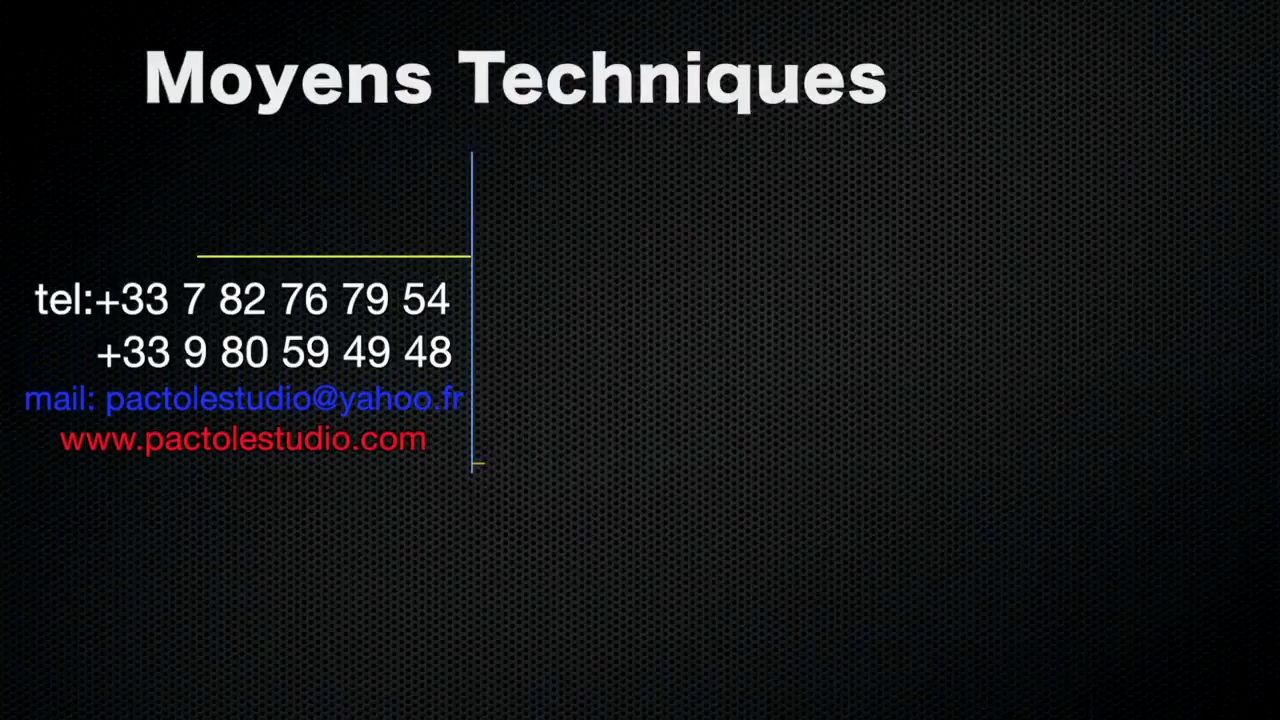 Moyens Techniques
tel:+33 7 82 76 79 54
+33 9 80 59 49 48
mail: pactolestudio@yahoo.fr
www.pactolestudio.com